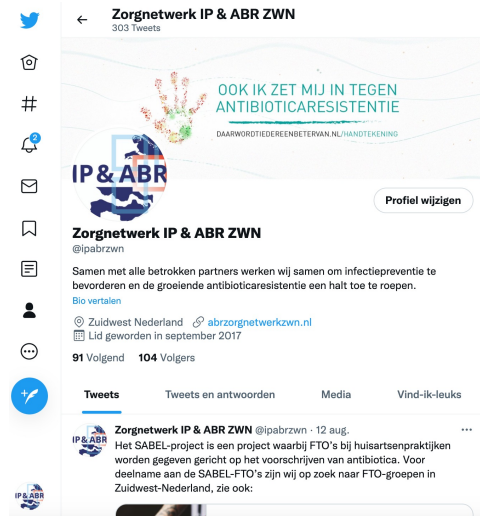 Zorgnetwerk IP & ABR ZWN
303 Tweets
OOK IK ZET MIJ IN TEGEN
ANTIBIOTICARESISTENTIE
DAARWORDTIEDEREENBETERVAN.NL/HANDTEKENING
IP & ABR
Profiel wijzigen
Zorgnetwerk IP & ABR ZWN
@ipabrzwn
Samen met alle betrokken partners werken wij samen om infectiepreventie te
bevorderen en de groeiende antibioticaresistentie een halt toe te roepen.
Bio vertalen
Zuidwest Nederland abrzorgnetwerkzwn.nl
Lid geworden in september 2017
91 Volgend 104 Volgers
Tweets Tweets en antwoorden Media Vind-ik-leuks
Zorgnetwerk IP & ABR ZWN @ipabrzwn · 12 aug.
IP & ABR
Het SABEL-project is een project waarbij FTO's bij huisartsenpraktijken
worden gegeven gericht op het voorschrijven van antibiotica. Voor
deelname aan de SABEL-FTO's zijn wij op zoek naar FTO-groepen in
Zuidwest-Nederland, zie ook:
2
IP & ABR